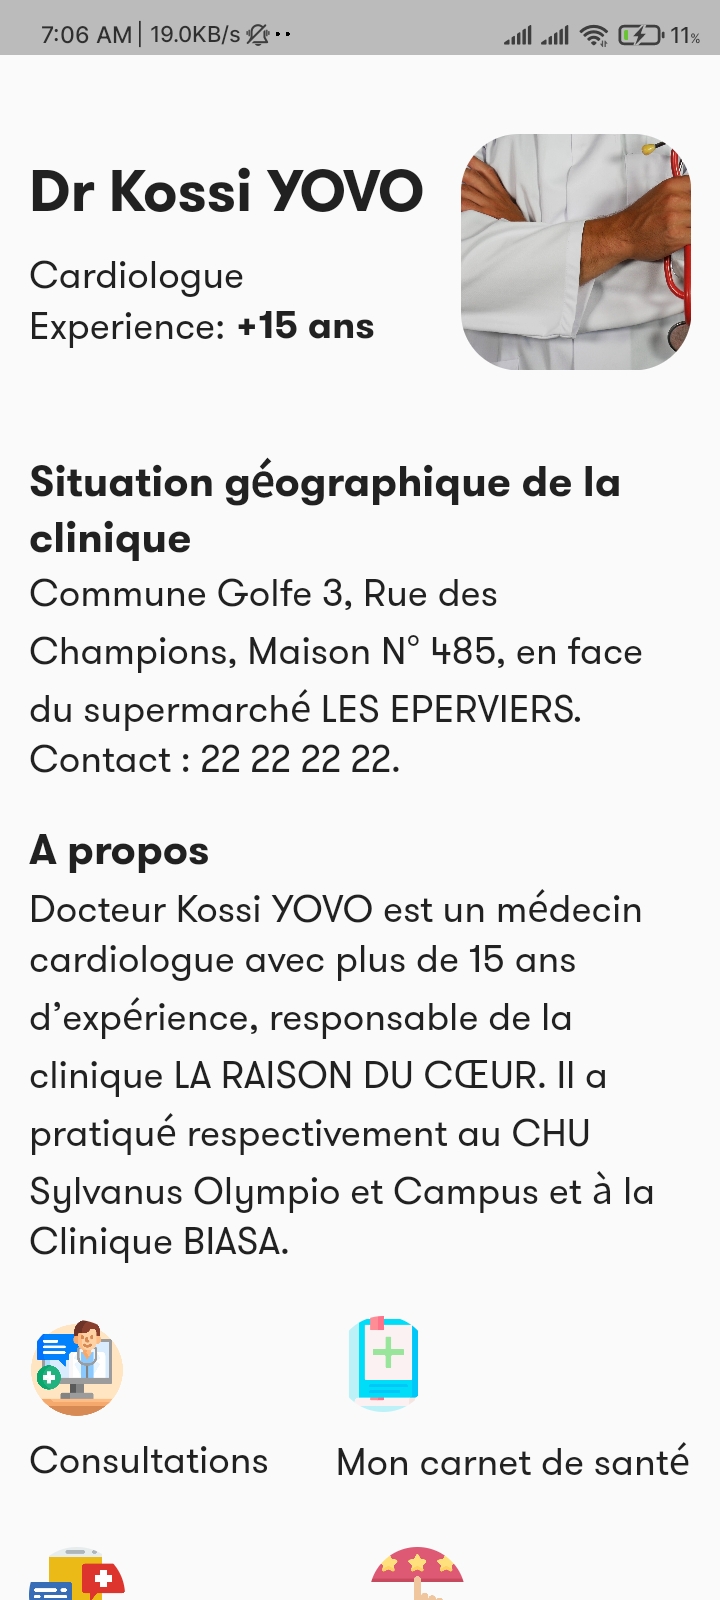 7:06 AM | 19.0KB/s
11%
Dr Kossi YOVO
Cardiologue
Experience: +15 ans
Situation géographique de la
clinique
Commune Golfe 3, Rue des
Champions, Maison N° 485, en face
du supermarché LES EPERVIERS.
Contact : 22 22 22 22.
A propos
Docteur Kossi YOVO est un médecin
cardiologue avec plus de 15 ans
d’expérience, responsable de la
clinique LA RAISON DU CŒUR. Il a
pratiqué respectivement au CHU
Sylvanus Olympio et Campus et à la
Clinique BIASA.
Consultations
Mon carnet de santé